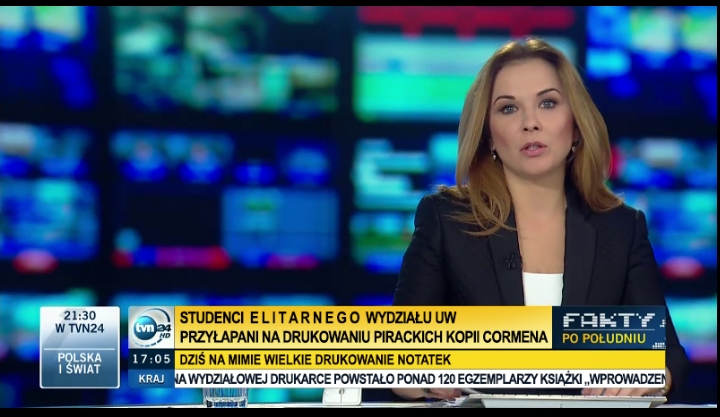 21:30
W TVN24
POLSKA
I ŚWIAT
tvn24
HD
17:05
KRAJ
STUDENCI E L I T A R N E G O WYDZIAŁU UW
PRZYŁAPANI NA DRUKOWANIU PIRACKICH KOPII CORMENA
DZIŚ NA MIMIE WIELKIE DRUKOWANIE NOTATEK
NA WYDZIAŁOWEJ DRUKARCE POWSTAŁO PONAD 120 EGZEMPLARZY KSIĄŻKI „WPROWADZEN
FAKTY
PO POŁUDNIU